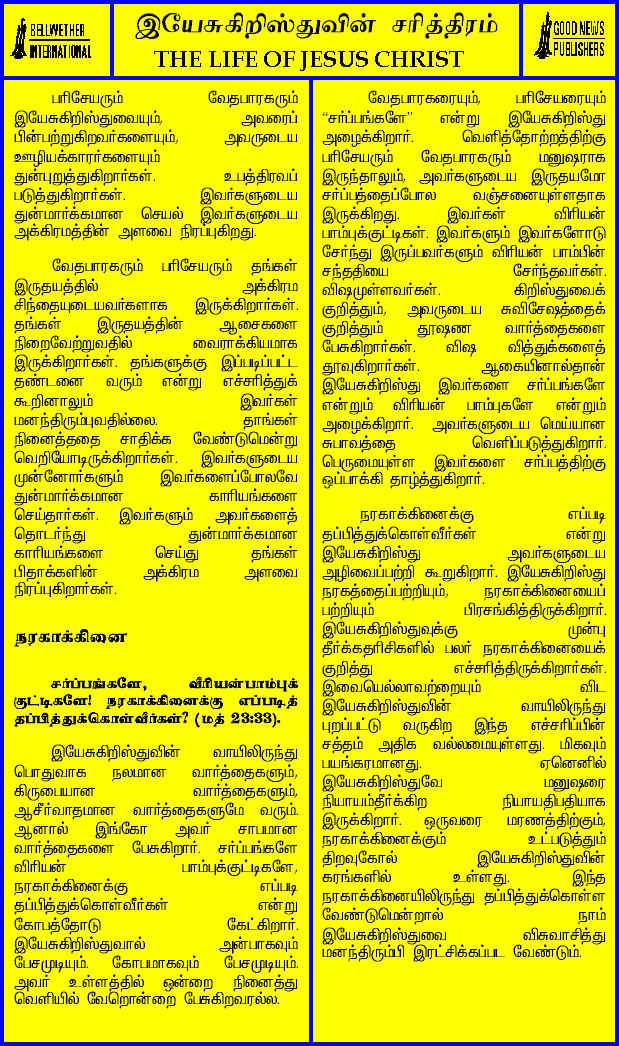 BELLWETHER
INTERNATIONAL
இயேசுகிறிஸ்துவின் சரித்திரம்
THE LIFE OF JESUS CHRIST
GOOD NEWS
PUBLISHERS
பரிசேயரும் வேதபாரகரும்
இயேசுகிறிஸ்துவையும், அவரைப்
பின்பற்றுகிறவர்களையும், அவருடைய
ஊழியக்காரர்களையும்
துன்புறுத்துகிறார்கள். உபத்திரவப்
படுத்துகிறார்கள். இவர்களுடைய
துன்மார்க்கமான செயல் இவர்களுடைய
அக்கிரமத்தின் அளவை நிரப்புகிறது.
வேதபாரகரும் பரிசேயரும் தங்கள்
இருதயத்தில் அக்கிரம
சிந்தையுடையவர்களாக இருக்கிறார்கள்.
தங்கள் இருதயத்தின் ஆசைகளை
நிறைவேற்றுவதில் வைராக்கியமாக
இருக்கிறார்கள். தங்களுக்கு இப்படிப்பட்ட
தண்டனை வரும் என்று எச்சரித்துக்
கூறினாலும் இவர்கள்
மனந்திரும்புவதில்லை. தாங்கள்
நினைத்ததை சாதிக்க வேண்டுமென்று
வெறியோடிருக்கிறார்கள். இவர்களுடைய
முன்னோர்களும் இவர்களைப்போலவே
துன்மார்க்கமான காரியங்களை
செய்தார்கள். இவர்களும் அவர்களைத்
தொடர்ந்து துன்மார்க்கமான
காரியங்களை செய்து தங்கள்
பிதாக்களின் அக்கிரம அளவை
நிரப்புகிறார்கள்.
நரகாக்கினை
சர்ப்பங்களே, விரியன்பாம்புக்
குட்டிகளே! நரகாக்கினைக்கு எப்படித்
தப்பித்துக்கொள்வீர்கள்? (மத் 23:33).
இயேசுகிறிஸ்துவின் வாயிலிருந்து
பொதுவாக நலமான வார்த்தைகளும்,
கிருபையான வார்த்தைகளும்,
ஆசீர்வாதமான வார்த்தைகளுமே வரும்.
ஆனால் இங்கோ அவர் சாபமான
வார்த்தைகளை பேசுகிறார். சர்ப்பங்களே
விரியன் பாம்புக்குட்டிகளே,
நரகாக்கினைக்கு எப்படி
தப்பித்துக்கொள்வீர்கள் என்று
கோபத்தோடு கேட்கிறார்.
இயேசுகிறிஸ்துவால் அன்பாகவும்
பேசமுடியும். கோபமாகவும் பேசமுடியும்.
அவர் உள்ளத்தில் ஒன்றை நினைத்து
வெளியில் வேறொன்றை பேசுகிறவரல்ல.
வேதபாரகரையும், பரிசேயரையும்
“சர்ப்பங்களே” என்று இயேசுகிறிஸ்து
அழைக்கிறார். வெளித்தோற்றத்திற்கு
பரிசேயரும் வேதபாரகரும் மனுஷராக
இருந்தாலும், அவர்களுடைய இருதயமோ
சர்ப்பத்தைப்போல வஞ்சனையுள்ளதாக
இருக்கிறது. இவர்கள் விரியன்
பாம்புக்குட்டிகள். இவர்களும் இவர்களோடு
சேர்ந்து இருப்பவர்களும் விரியன் பாம்பின்
சந்ததியை சேர்ந்தவர்கள்.
விஷமுள்ளவர்கள். கிறிஸ்துவைக்
குறித்தும், அவருடைய சுவிசேஷத்தைக்
குறித்தும் தூஷண வார்த்தைகளை
பேசுகிறார்கள். விஷ வித்துக்களைத்
தூவுகிறார்கள். ஆகையினால்தான்
இயேசுகிறிஸ்து இவர்களை சர்ப்பங்களே
என்றும் விரியன் பாம்புகளே என்றும்
அழைக்கிறார். அவர்களுடைய மெய்யான
சுபாவத்தை வெளிப்படுத்துகிறார்.
பெருமையுள்ள இவர்களை சர்ப்பத்திற்கு
ஒப்பாக்கி தாழ்த்துகிறார்.
நரகாக்கினைக்கு எப்படி
தப்பித்துக்கொள்வீர்கள் என்று
இயேசுகிறிஸ்து அவர்களுடைய
அழிவைப்பற்றி கூறுகிறார். இயேசுகிறிஸ்து
நரகத்தைப்பற்றியும், நரகாக்கினையைப்
பற்றியும் பிரசங்கித்திருக்கிறார்.
இயேசுகிறிஸ்துவுக்கு முன்பு
தீர்க்கதரிசிகளில் பலர் நரகாக்கினையைக்
குறித்து எச்சரித்திருக்கிறார்கள்.
இவையெல்லாவற்றையும் விட
இயேசுகிறிஸ்துவின் வாயிலிருந்து
புறப்பட்டு வருகிற இந்த எச்சரிப்பின்
சத்தம் அதிக வல்லமையுள்ளது. மிகவும்
பயங்கரமானது. ஏனெனில்
இயேசுகிறிஸ்துவே மனுஷரை
நியாயம்தீர்க்கிற நியாயதிபதியாக
இருக்கிறார். ஒருவரை மரணத்திற்கும்,
நரகாக்கினைக்கும் உட்படுத்தும்
திறவுகோல் இயேசுகிறிஸ்துவின்
கரங்களில் உள்ளது. இந்த
நரகாக்கினையிலிருந்து தப்பித்துக்கொள்ள
வேண்டுமென்றால் நாம்
இயேசுகிறிஸ்துவை விசுவாசித்து
மனந்திரும்பி இரட்சிக்கப்பட வேண்டும்.